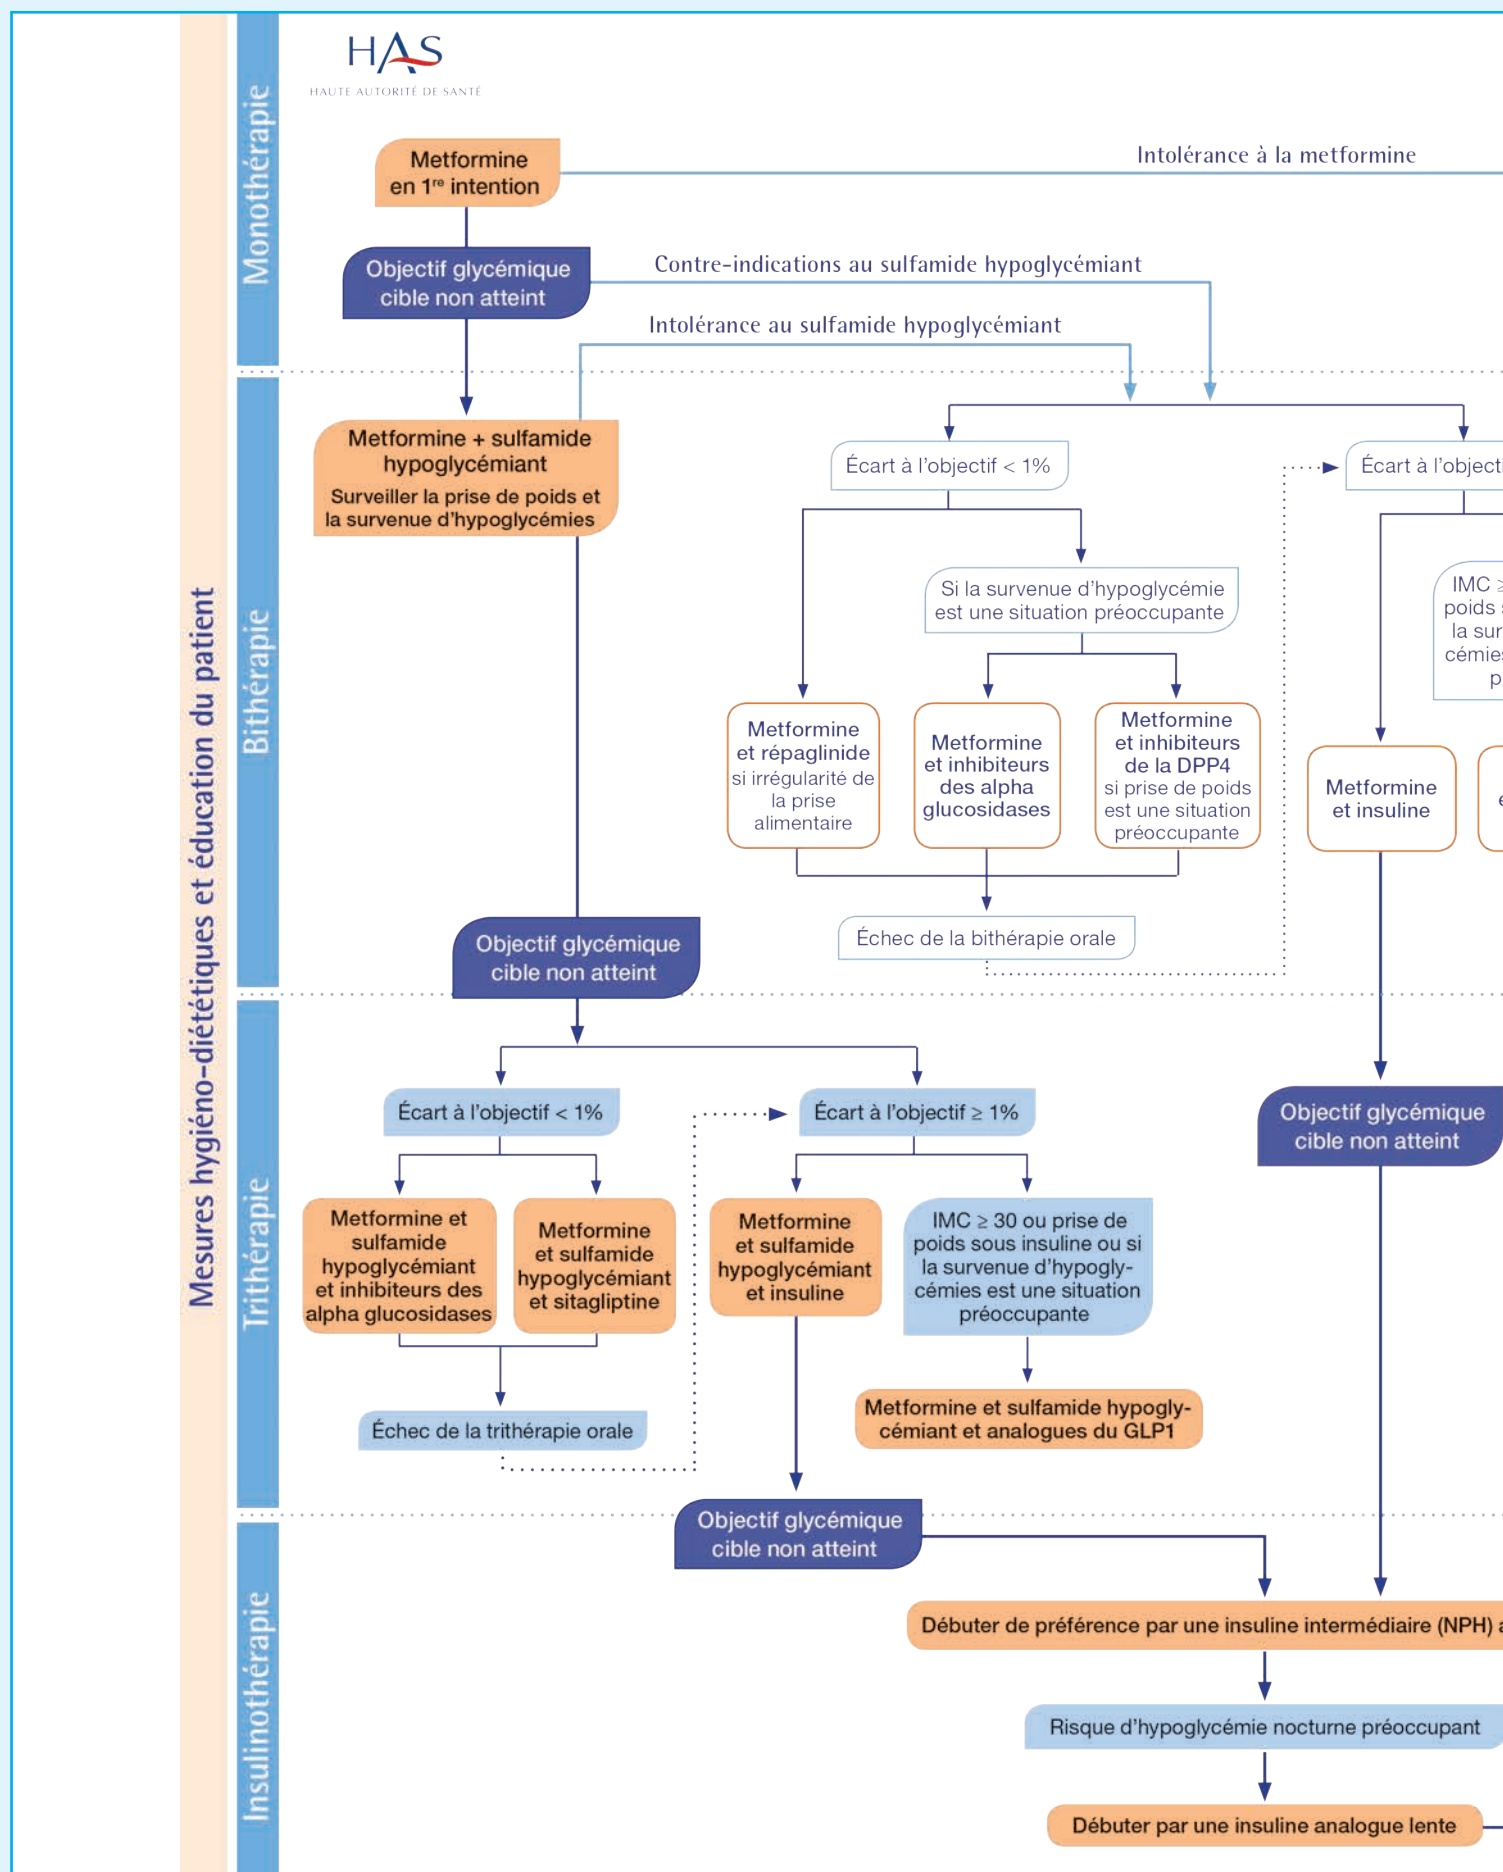 HAS
HAUTE AUTORITÉ DE SANTÉ
Mesures hygiéno-diététiques et éducation du patient
Monothérapie
Metformine
en 1re intention
Intolérance à la metformine
Objectif glycémique
cible non atteint
Contre-indications au sulfamide hypoglycémiant
Intolérance au sulfamide hypoglycémiant
Bithérapie
Metformine + sulfamide
hypoglycémiant
Surveiller la prise de poids et
la survenue d'hypoglycémies
Écart à l'objectif < 1%
Écart à l'objecti
Si la survenue d'hypoglycémie
est une situation préoccupante
IMC ≥
poids s
la sur
cémies
p
Metformine
et répaglinide
si irrégularité de
la prise
alimentaire
Metformine
et inhibiteurs
des alpha
glucosidases
Metformine
et inhibiteurs
de la DPP4
si prise de poids
est une situation
préoccupante
Metformine
et insuline
e
Échec de la bithérapie orale
Objectif glycémique
cible non atteint
Trithérapie
Écart à l'objectif < 1%
Écart à l'objectif ≥ 1%
Objectif glycémique
cible non atteint
Metformine et
sulfamide
hypoglycémiant
et inhibiteurs des
alpha glucosidases
Metformine
et sulfamide
hypoglycémiant
et sitagliptine
Metformine
et sulfamide
hypoglycémiant
et insuline
IMC ≥ 30 ou prise de
poids sous insuline ou si
la survenue d'hypogly-
cémies est une situation
préoccupante
Échec de la trithérapie orale
Metformine et sulfamide hypogly-
cémiant et analogues du GLP1
Objectif glycémique
cible non atteint
Insulinothérapie
Débuter de préférence par une insuline intermédiaire (NPH) a
Risque d'hypoglycémie nocturne préoccupant
Débuter par une insuline analogue lente